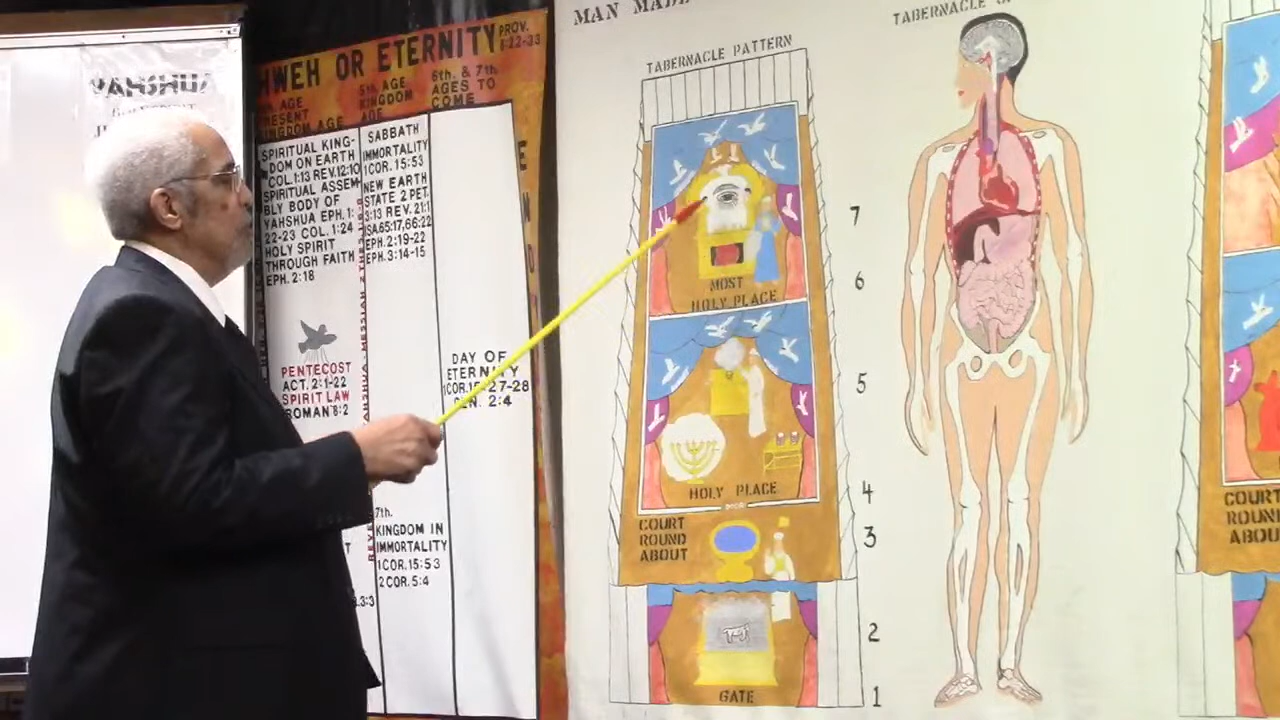 YAHSHUA
HWEH OR ETERNITY
PROV.
8:22-33
AGE
KINGDOM AGE
5th AGE
KINGDOM
AGE
6th. & 7th
AGES TO
COME
SPIRITUAL KING-
DOM ON EARTH
COL.1:13 REV.12:10
SPIRITUAL ASSEM-
BLY BODY OF
YAHSHUA EPH. 1:
22-23 COL. 1:24
HOLY SPIRIT
THROUGH FAITH
EPH. 2:18
PENTECOST
ACT. 2:1-22
SPIRIT LAW
ROMAN 8:2
SABBATH
IMMORTALITY
1COR. 15:53
NEW EARTH
STATE 2 PET.
3:13 REV. 21:1
ISA 65:17,66:22
EPH. 2:19-22
EPH. 3:14-15
7th.
KINGDOM IN
IMMORTALITY
1COR. 15:53
2COR. 5:4
DAY OF
ETERNITY
1COR. 15:27-28
GEN. 2:4
MAN MADE
TABERNACLE PATTERN
MOST
HOLY PLACE
HOLY PLACE
DOOR
COURT
ROUND
ABOUT
GATE
7
6
5
4
3
2
1
TABERNACLE
COURT
ROUND
ABOU